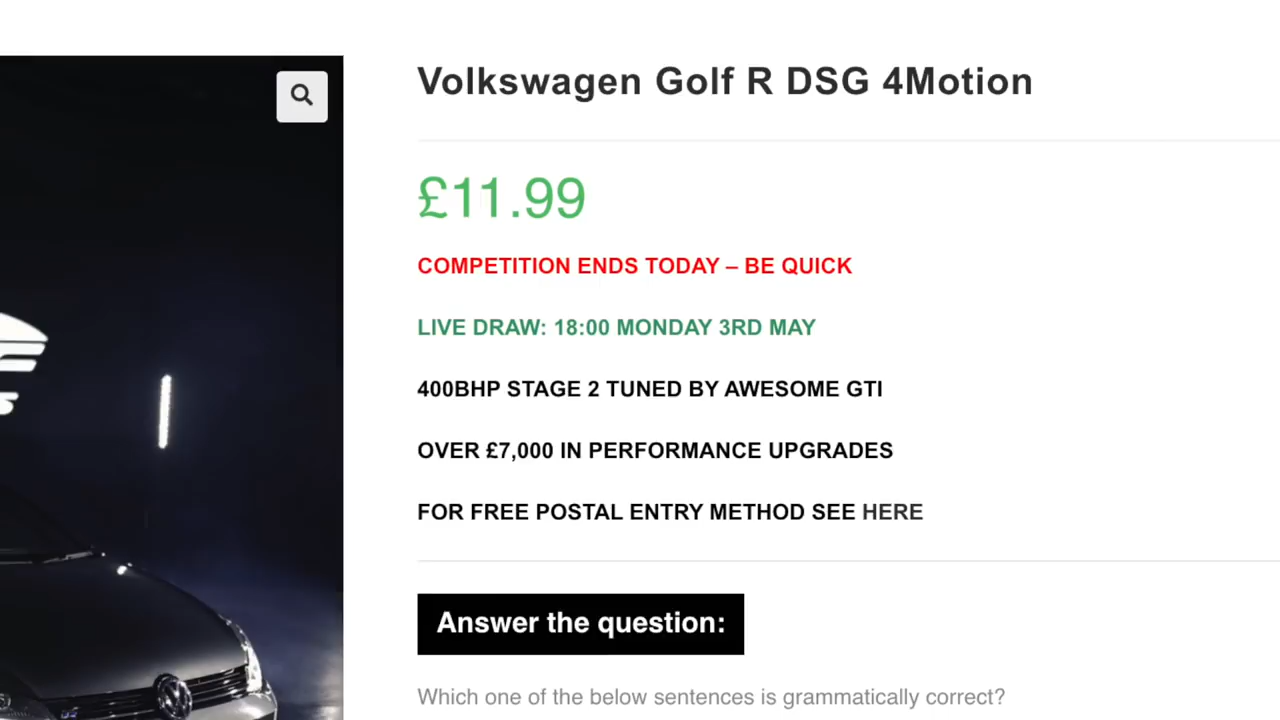 Volkswagen Golf R DSG 4Motion
£11.99
COMPETITION ENDS TODAY – BE QUICK
LIVE DRAW: 18:00 MONDAY 3RD MAY
400BHP STAGE 2 TUNED BY AWESOME GTI
OVER £7,000 IN PERFORMANCE UPGRADES
FOR FREE POSTAL ENTRY METHOD SEE HERE
Answer the question:
Which one of the below sentences is grammatically correct?